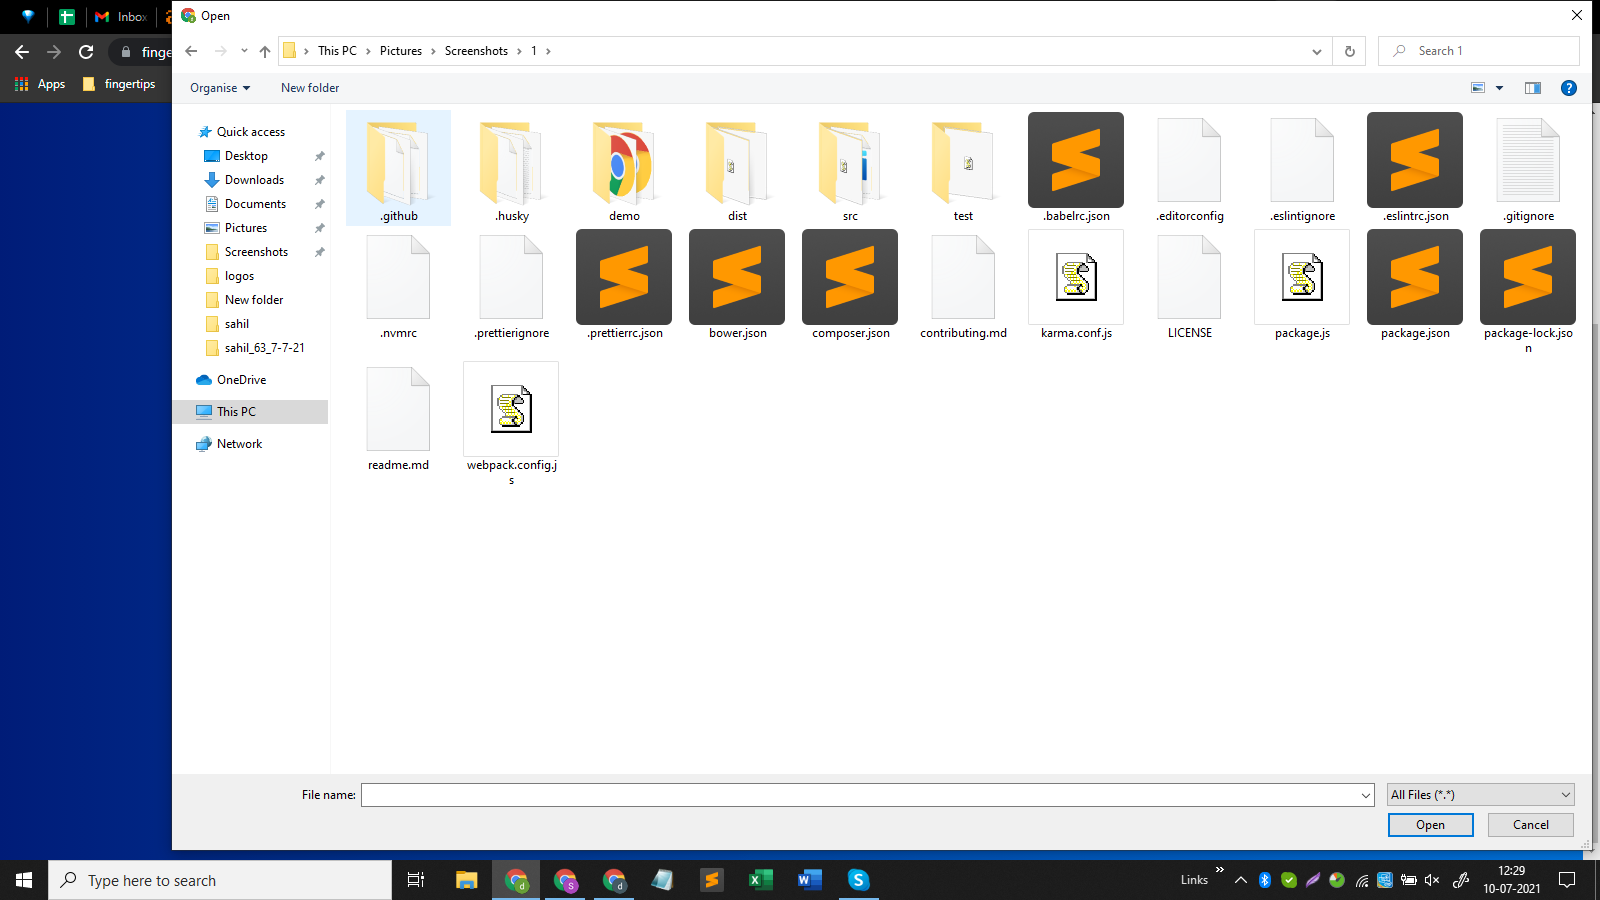 Inbox
Open
finge
This PC
Pictures
Screenshots
1
Search 1
Apps
fingertips
Organise
New folder
Quick access
Desktop
Downloads
Documents
Pictures
Screenshots
logos
New folder
sahil
sahil_63_7-7-21
OneDrive
This PC
Network
.github
.husky
demo
dist
src
test
.babelrc.json
.editorconfig
.eslintignore
.eslintrc.json
.gitignore
.nvmrc
.prettierignore
.prettierrc.json
bower.json
composer.json
contributing.md
karma.conf.js
LICENSE
package.js
package.json
package-lock.jso
n
readme.md
webpack.config.j
s
File name:
All Files (*.*)
Open
Cancel
Type here to search
Links
12:29
10-07-2021